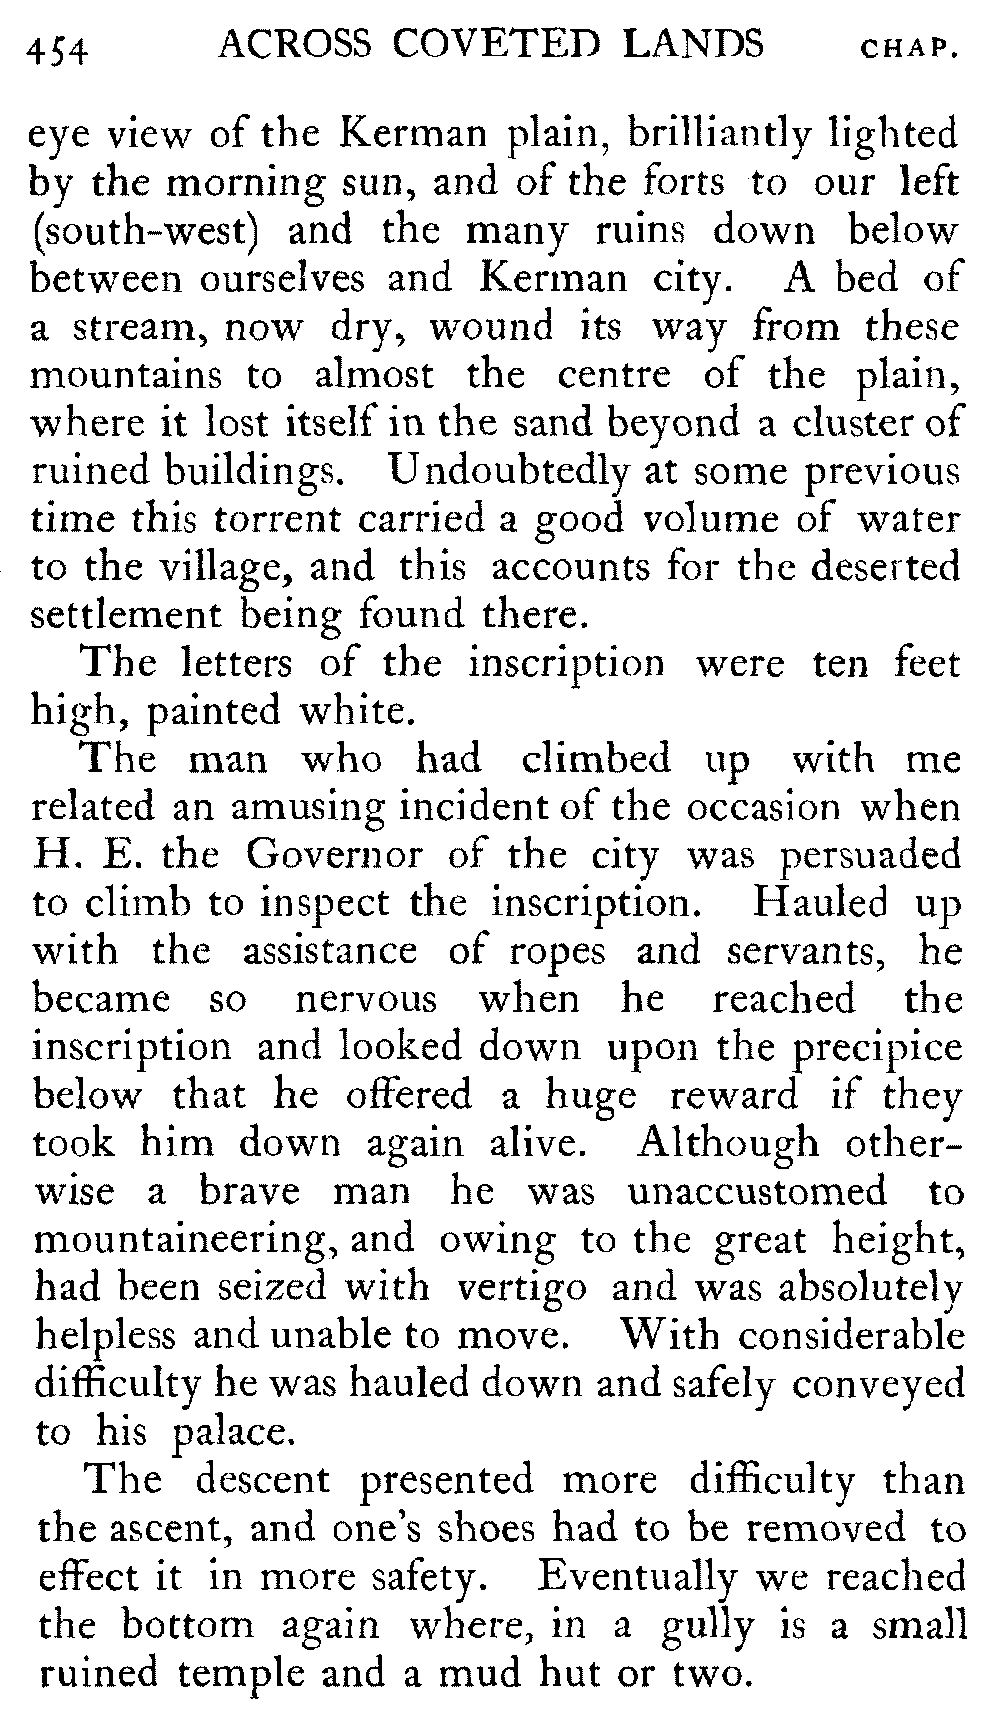 454 ACROSS COVETED LANDS CHAP.
eye view of the Kerman plain, brilliantly lighted
by the morning sun, and of the forts to our left
(south-west) and the many ruins down below
between ourselves and Kerman city. A bed of
a stream, now dry, wound its way from these
mountains to almost the centre of the plain,
where it lost itself in the sand beyond a cluster of
ruined buildings. Undoubtedly at some previous
time this torrent carried a good volume of water
to the village, and this accounts for the deserted
settlement being found there.
The letters of the inscription were ten feet
high, painted white.
The man who had climbed up with me
related an amusing incident of the occasion when
H. E. the Governor of the city was persuaded
to climb to inspect the inscription. Hauled up
with the assistance of ropes and servants, he
became so nervous when he reached the
inscription and looked down upon the precipice
below that he offered a huge reward if they
took him down again alive. Although other-
wise a brave man he was unaccustomed to
mountaineering, and owing to the great height,
had been seized with vertigo and was absolutely
helpless and unable to move. With considerable
difficulty he was hauled down and safely conveyed
to his palace.
The descent presented more difficulty than
the ascent, and one's shoes had to be removed to
effect it in more safety. Eventually we reached
the bottom again where, in a gully is a small
ruined temple and a mud hut or two.